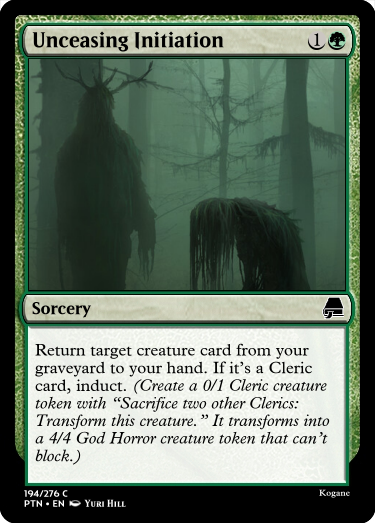 Unceasing Initiation 1
Sorcery
Return target creature card from your
graveyard to your hand. If it's a Cleric
card, induct. (Create a 0/1 Cleric creature
token with “Sacrifice two other Clerics:
Transform this creature.” It transforms into
a 4/4 God Horror creature token that can't
block.)
194/276 C
Kogane
PTN • EN Yuri Hill